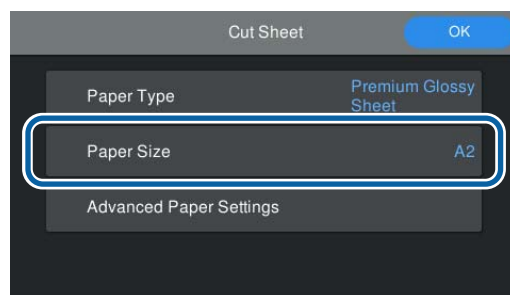 Cut Sheet
OK
Paper Type
Premium Glossy
Sheet
Paper Size
A2
Advanced Paper Settings